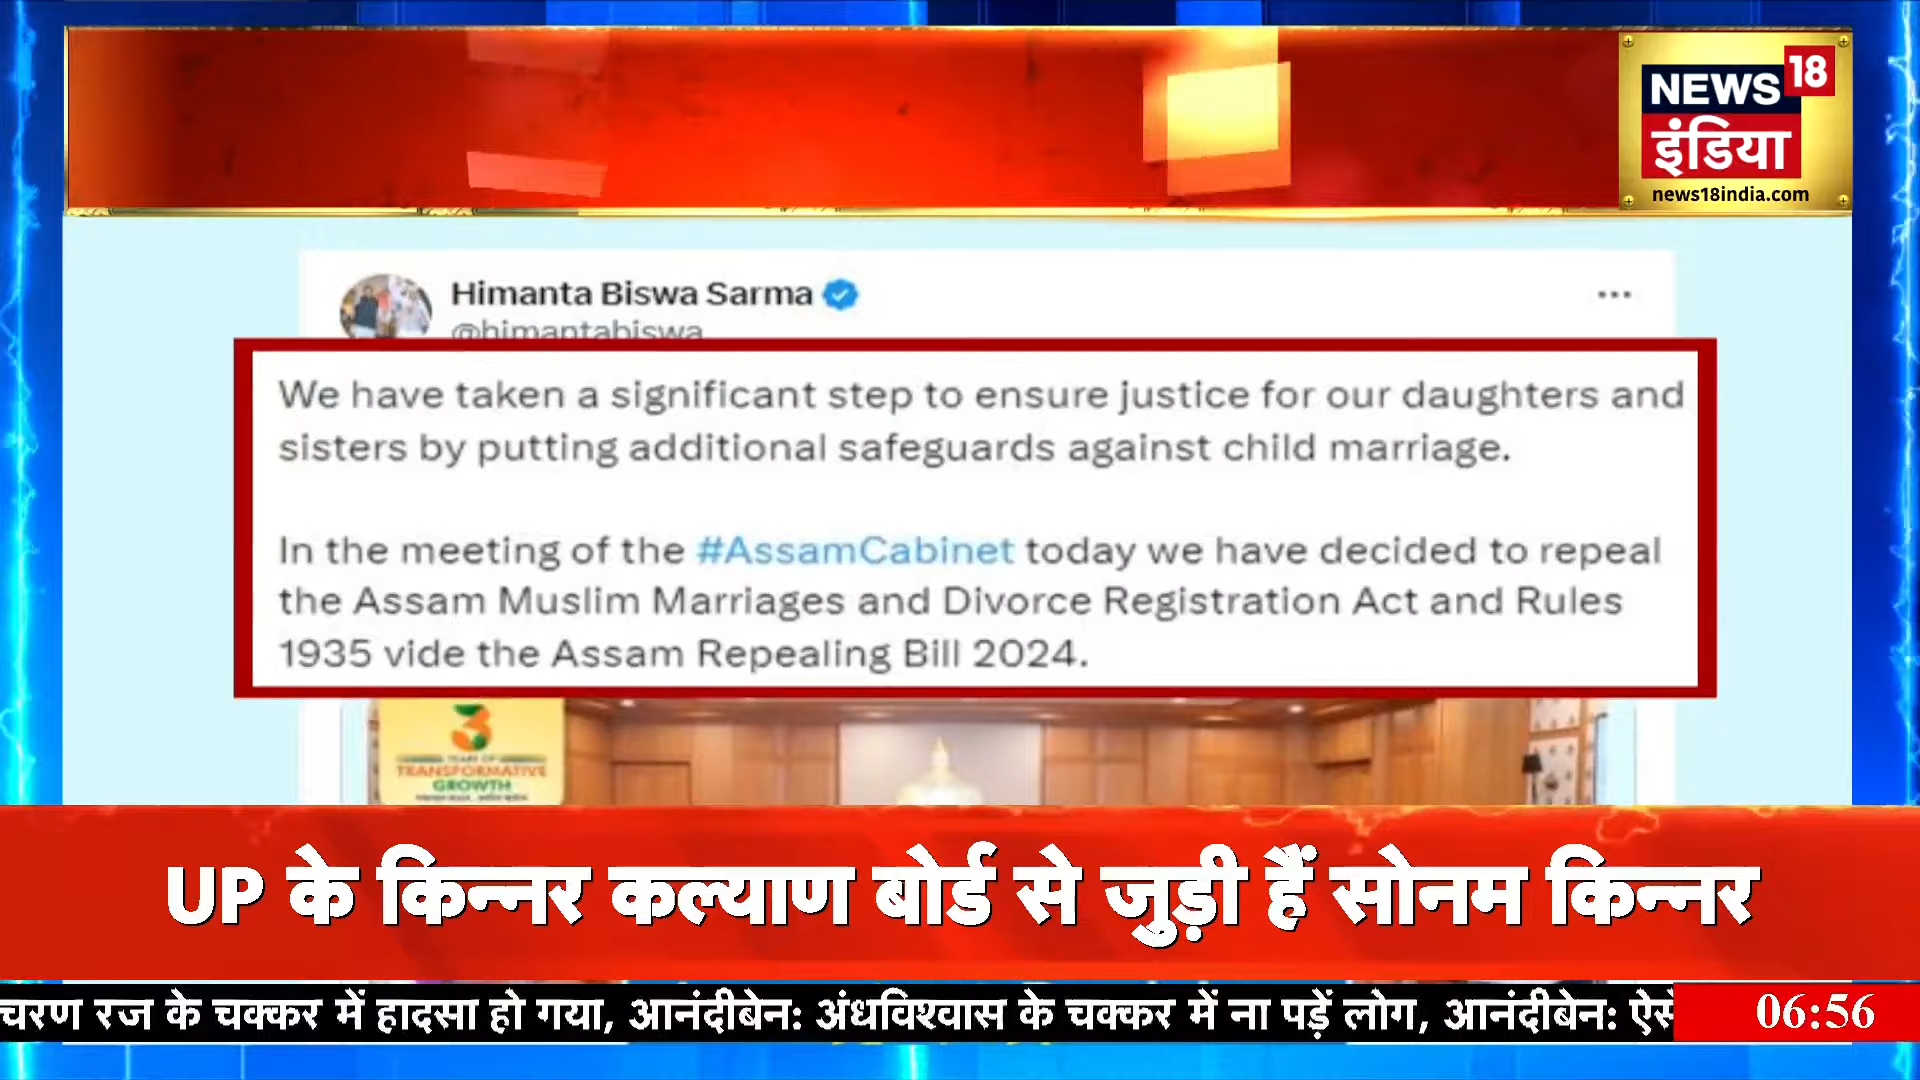 NEWS 18
इंडिया
news18india.com
Himanta Biswa Sarma
@himantabiswa
We have taken a significant step to ensure justice for our daughters and
sisters by putting additional safeguards against child marriage.
In the meeting of the #AssamCabinet today we have decided to repeal
the Assam Muslim Marriages and Divorce Registration Act and Rules
1935 vide the Assam Repealing Bill 2024.
3
YEARS OF
TRANSFORMATIVE
GROWTH
UP के किन्नर कल्याण बोर्ड से जुड़ी हैं सोनम किन्नर
चरण रज के चक्कर में हादसा हो गया, आनंदीबेन: अंधविश्वास के चक्कर में ना पड़ें लोग, आनंदीबेन: ऐसे
06:56